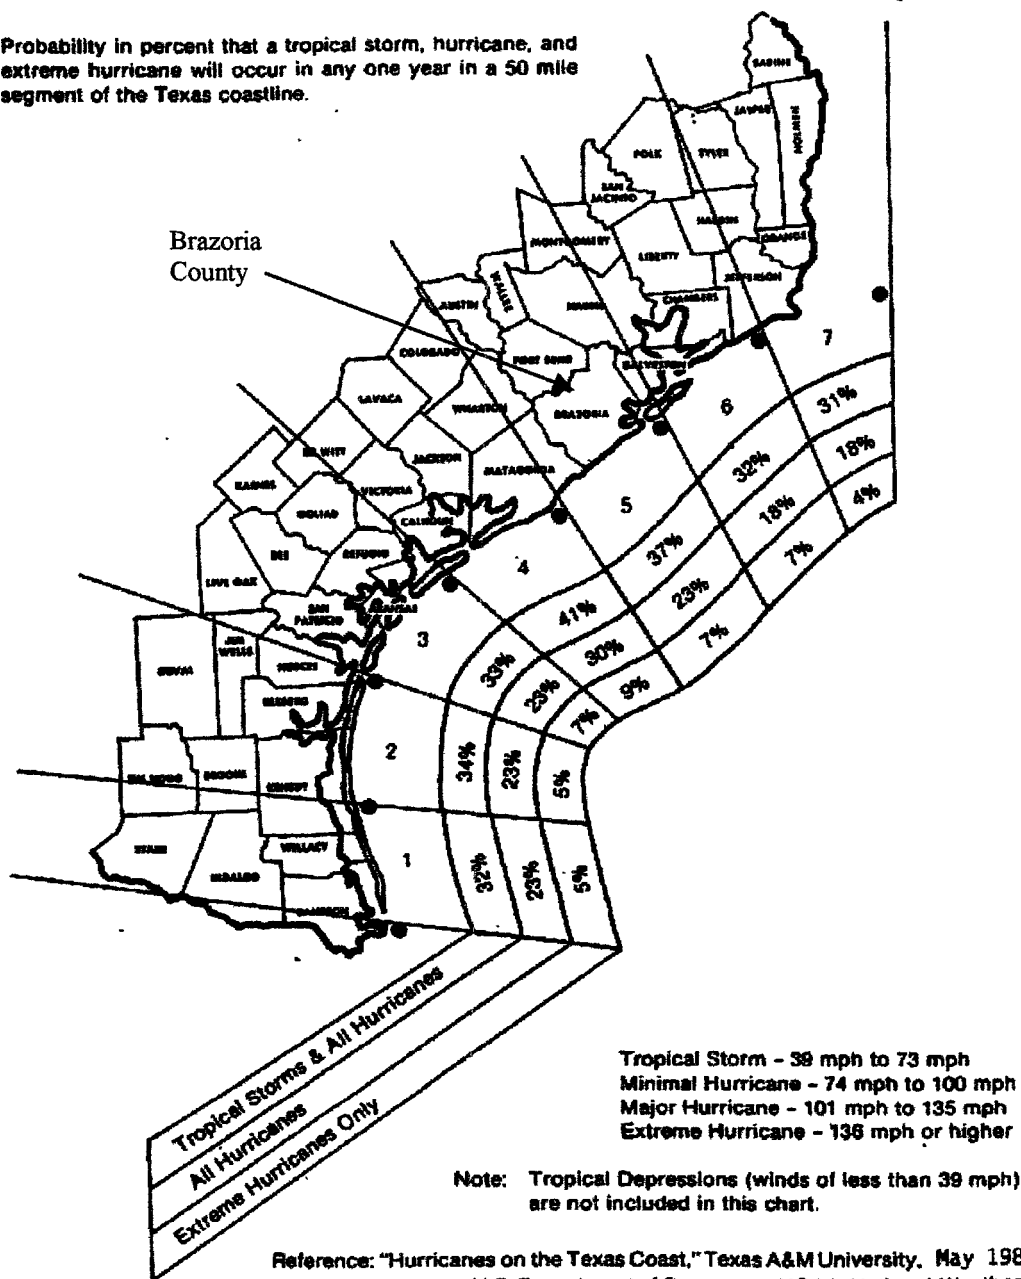 Probability in percent that a tropical storm, hurricane, and
extreme hurricane will occur in any one year in a 50 mile
segment of the Texas coastline.
SABINE
JASPER
POLK
TYLER
SAN
JACINTO
HARDIN
Brazoria
County
MONTGOMERY
ORANGE
LIBERTY
JEFFERSON
AUSTIN
CHAMBERS
7
COLORADO
FORT BEND
GALVESTON
31%
LAVACA
WHARTON
BRAZORIA
6
18%
32%
4%
DE WITT
JACKSON
MATAGORDA
KARNES
VICTORIA
5
18%
GOLIAD
CALHOUN
37%
7%
BEE
REFUGIO
4
23%
LIVE OAK
SAN
PATRICIO
ARANSAS
41%
7%
3
JIM
WELLS
NUECES
33%
30%
DUVAL
23%
9%
KLEBERG
7%
2
34%
23%
5%
JIM HOGG
BROOKS
KENEDY
STARR
WILLACY
1
HIDALGO
32%
23%
5%
CAMERON
Tropical Storms & All Hurricanes
All Hurricanes
Extreme Hurricanes Only
Tropical Storm - 39 mph to 73 mph
Minimal Hurricane - 74 mph to 100 mph
Major Hurricane - 101 mph to 135 mph
Extreme Hurricane - 136 mph or higher
Note: Tropical Depressions (winds of less than 39 mph)
are not included in this chart.
Reference: "Hurricanes on the Texas Coast," Texas A&M University, May 198